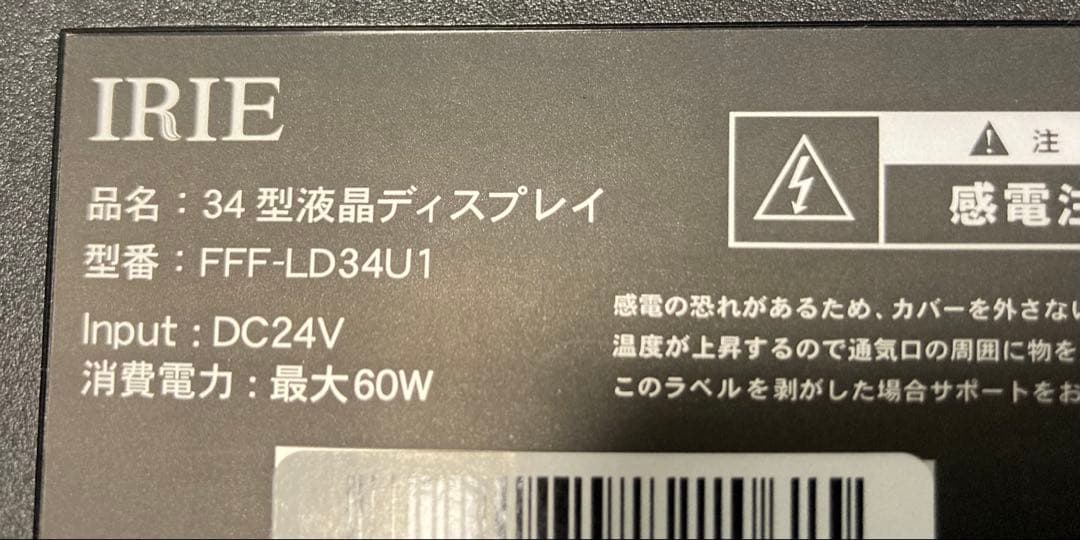 IRIE
品名：34型液晶ディスプレイ
型番：FFF-LD34U1
Input：DC24V
消費電力：最大60W
注
感電注
感電の恐れがあるため、カバーを外さない
温度が上昇するので通気口の周囲に物を
このラベルを剥がした場合サポートをお